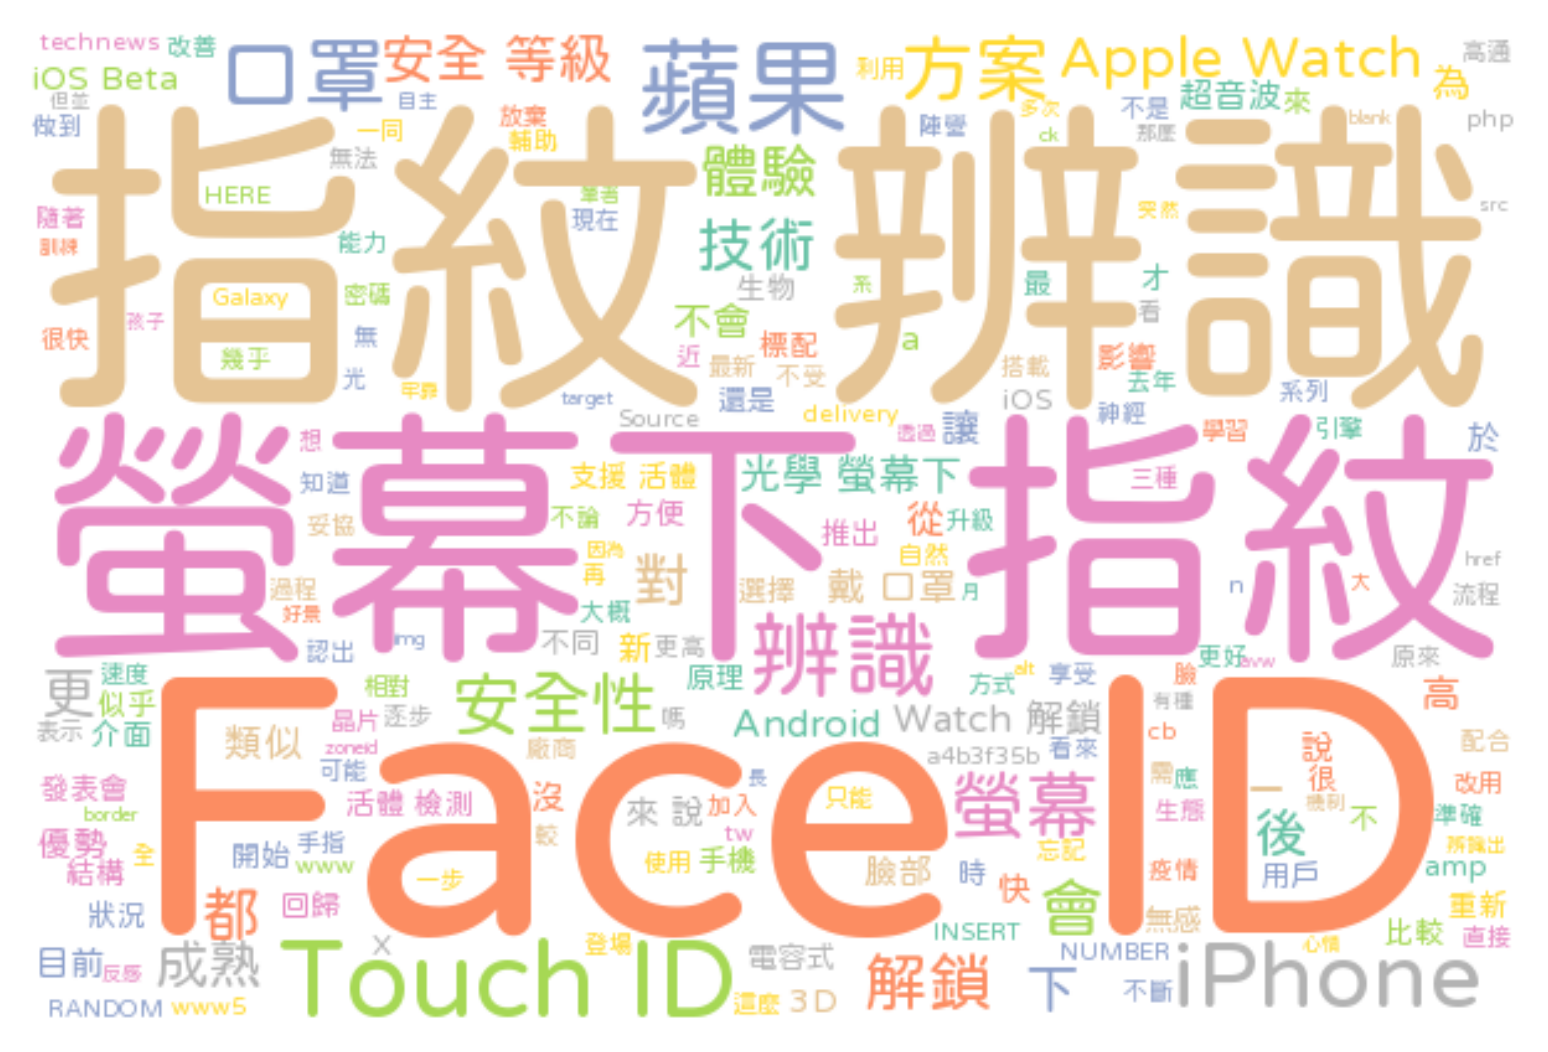 technews 改善 口罩 安全 等級 蘋果 利用 方案 Apple Watch 高通
iOS Beta 為
但並 自主 放棄 多次 不是 超音波 來 blank php
做到 一同 輔助 陣營 ck 那麼
指紋 辨識
無法 體驗
HERE 筆者 突然 src
隨著 現在
訓練 能力 技術
生物 系 最 才
Galaxy 密碼 看
孩子 不會
很快 無 標配 a 影響
幾乎 近 最新 不受 搭載 去年
光 牢靠 target 還是 iOS 系列
Source delivery 神經
想 透過 讓 學習 引擎 於
螢幕下 指紋
知道 支援 活體 光學 螢幕下 三種
妥協 不論 方便 推出 從 升級
因為 自然 href
過程 再 對 選擇 戴 口罩 月 n 大 流程
好景 大概
認出 img 不同 新 更高 辨識 更好 avw 原來
更 速度 相對 安全性 原理 方式 alt 享受 臉 高
似乎 晶片 逐步 嗎 有種
表示 介面 類似 zoneid 廠商 Android Watch 解鎖 cb 說 配合
Face ID
可能 長 a4b3f35b 看來 需 應 很 改用
發表會 活體 檢測 沒 來 說 加入 只能 螢幕 生態 一 機制
border 較 tw 不 準確
優勢 開始 手指 使用 手機 忘記 後 辨識出
結構 全 www 一步 臉部 時 快 疫情 用戶 amp
狀況 都 回歸 會 無感 重新
INSERT 比較 直接
目前 反感 成熟 X 登場 電容式 NUMBER 心情
Touch ID 解鎖 下 iPhone
RANDOM www5 這麼 3D 不斷